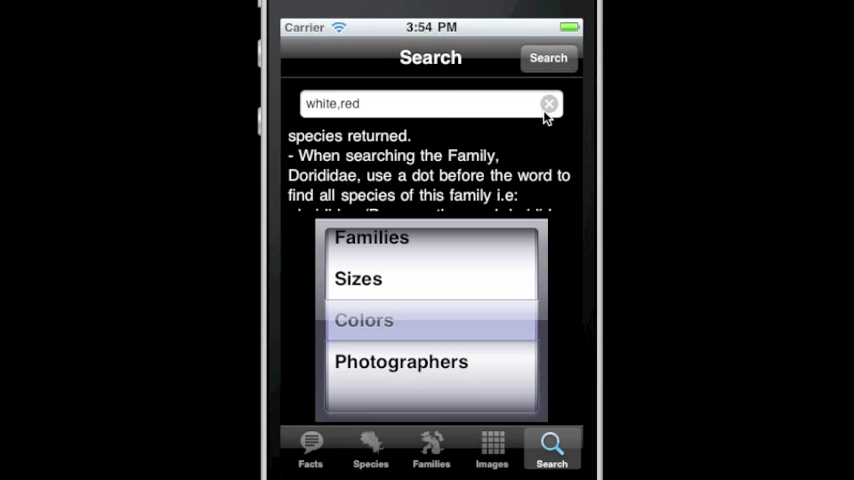 Carrier 3:54 PM
Search Search
white,red
species returned.
- When searching the Family,
Dorididae, use a dot before the word to
find all species of this family i.e:
Families
Sizes
Colors
Photographers
Facts Species Families Images Search